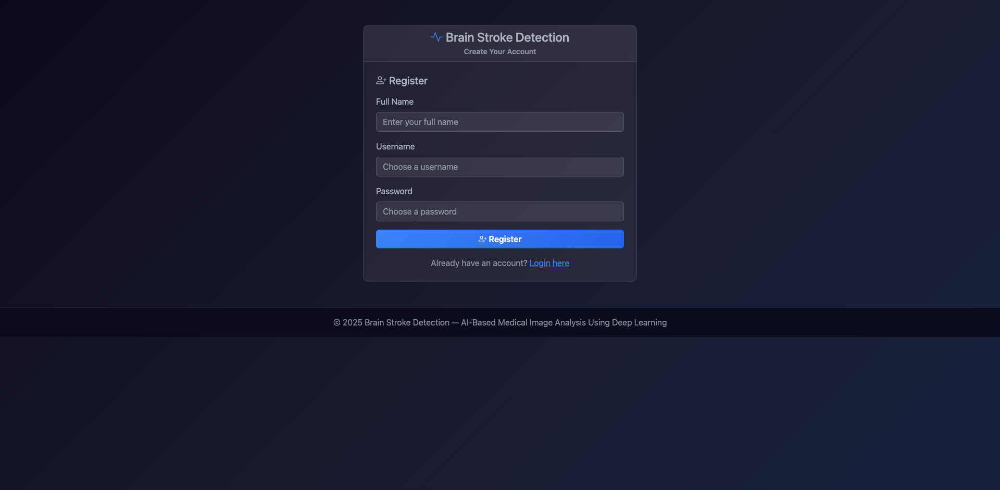 Brain Stroke Detection
Create Your Account
Register
Full Name
Enter your full name
Username
Choose a username
Password
Choose a password
Register
Already have an account? Login here
© 2025 Brain Stroke Detection — AI-Based Medical Image Analysis Using Deep Learning